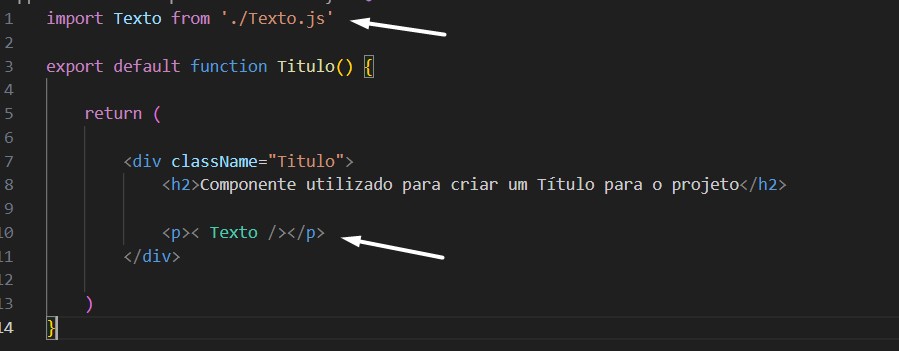 1 import Texto from './Texto.js'
2
3 export default function Titulo() {
4
5 return (
6
7 <div className="Titulo">
8 <h2>Componente utilizado para criar um Título para o projeto</h2>
9
10 <p>< Texto /></p>
11 </div>
12
13 )
14 }